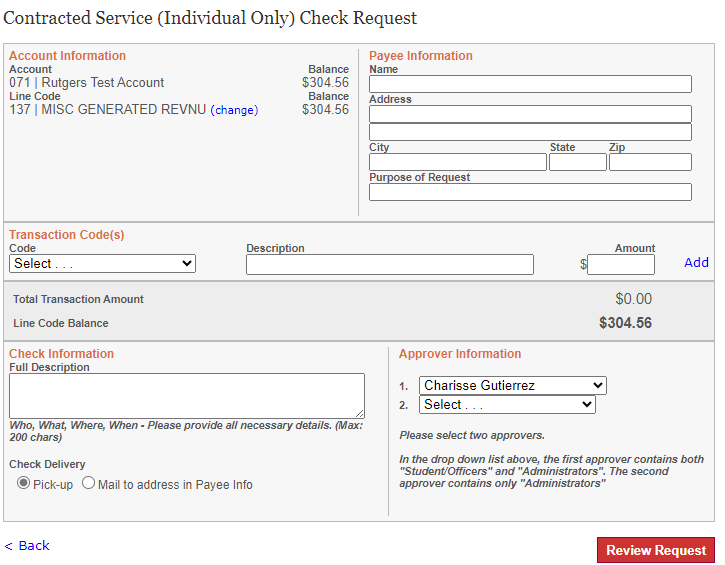 Contracted Service (Individual Only) Check Request
Account Information
Account Balance
071 | Rutgers Test Account $304.56
Line Code Balance
137 | MISC GENERATED REVNU (change) $304.56
Payee Information
Name
Address
City State Zip
Purpose of Request
Transaction Code(s)
Code Description Amount
Select . . . $ Add
Total Transaction Amount $0.00
Line Code Balance $304.56
Check Information
Full Description
Who, What, Where, When - Please provide all necessary details. (Max:
200 chars)
Check Delivery
Pick-up Mail to address in Payee Info
Approver Information
1. Charisse Gutierrez
2. Select . . .
Please select two approvers.
In the drop down list above, the first approver contains both
"Student/Officers" and "Administrators". The second
approver contains only "Administrators"
< Back
Review Request